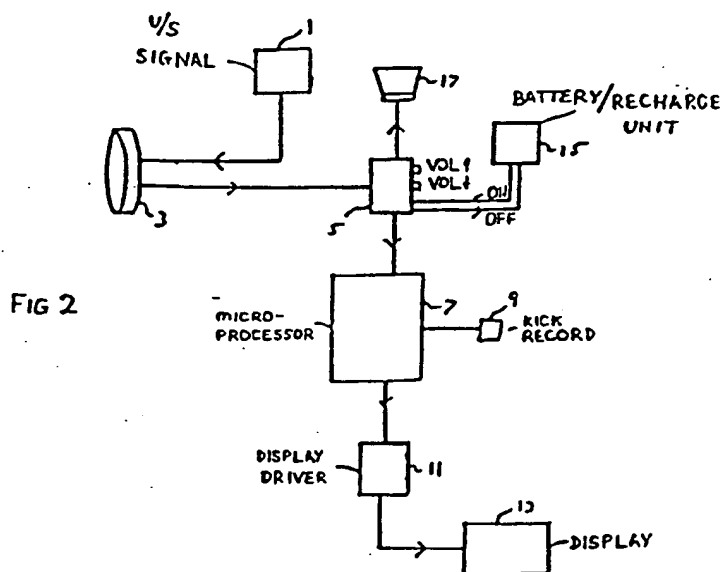 U/S
SIGNAL
1
17
BATTERY/RECHARGE
UNIT
15
3
5
VOL↑
VOL↓
ON
OFF
FIG 2
MICRO-
PROCESSOR
7
9
KICK
RECORD
DISPLAY
DRIVER
11
13
DISPLAY